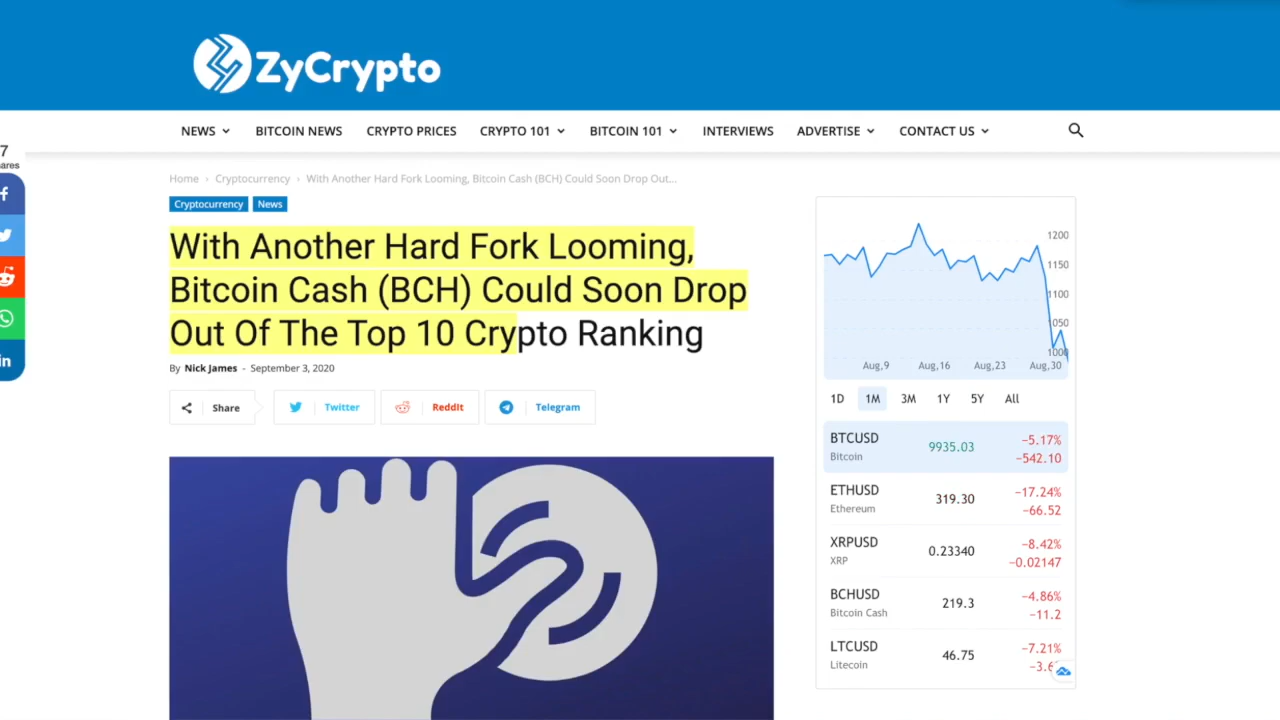 ZyCrypto
NEWS BITCOIN NEWS CRYPTO PRICES CRYPTO 101 BITCOIN 101 INTERVIEWS ADVERTISE CONTACT US
7
ares
f
in
Home › Cryptocurrency › With Another Hard Fork Looming, Bitcoin Cash (BCH) Could Soon Drop Out...
Cryptocurrency News
With Another Hard Fork Looming,
Bitcoin Cash (BCH) Could Soon Drop
Out Of The Top 10 Crypto Ranking
By Nick James - September 3, 2020
Share Twitter ReddIt Telegram
1200
1150
1100
1050
1000
Aug,9 Aug,16 Aug,23 Aug,30
1D 1M 3M 1Y 5Y All
BTCUSD 9935.03 −5.17%
Bitcoin −542.10
ETHUSD 319.30 −17.24%
Ethereum −66.52
XRPUSD 0.23340 −8.42%
XRP −0.02147
BCHUSD 219.3 −4.86%
Bitcoin Cash −11.2
LTCUSD 46.75 −7.21%
Litecoin